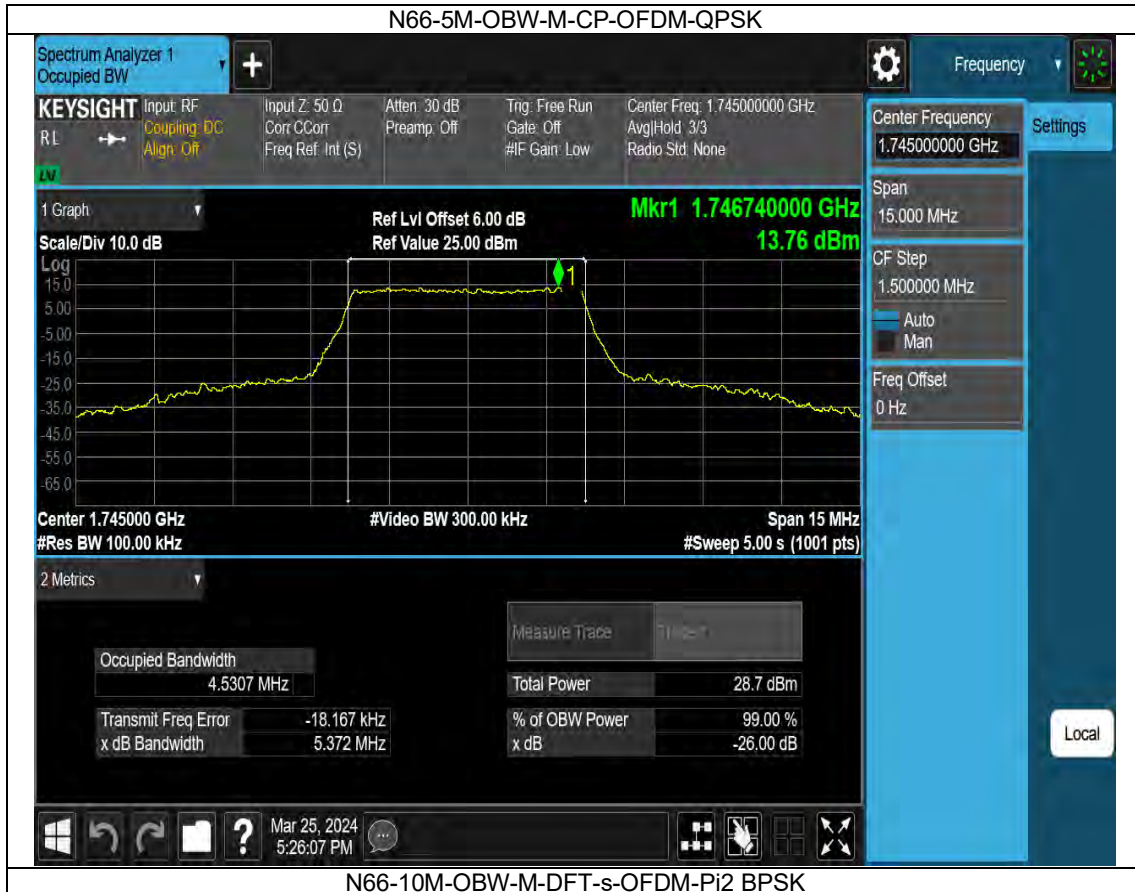 N66-5M-OBW-M-CP-OFDM-QPSK
Spectrum Analyzer 1
Occupied BW
+
Frequency
KEYSIGHT
RL
Input: RF
Coupling: DC
Align: Off
Input Z: 50 Ω
Corr CCorr
Freq Ref: Int (S)
Atten: 30 dB
Preamp: Off
Trig: Free Run
Gate: Off
#IF Gain: Low
Center Freq: 1.745000000 GHz
Avg|Hold: 3/3
Radio Std: None
Center Frequency
1.745000000 GHz
Settings
Span
15.000 MHz
CF Step
1.500000 MHz
Auto
Man
Freq Offset
0 Hz
Local
1 Graph
Scale/Div 10.0 dB
Ref Lvl Offset 6.00 dB
Ref Value 25.00 dBm
Mkr1 1.746740000 GHz
13.76 dBm
Log
15.0
5.00
-5.00
-15.0
-25.0
-35.0
-45.0
-55.0
-65.0
1
Center 1.745000 GHz
#Video BW 300.00 kHz
Span 15 MHz
#Res BW 100.00 kHz
#Sweep 5.00 s (1001 pts)
2 Metrics
Measure Trace
Occupied Bandwidth
4.5307 MHz
Total Power 28.7 dBm
Transmit Freq Error -18.167 kHz
% of OBW Power 99.00 %
x dB Bandwidth 5.372 MHz
x dB -26.00 dB
?
Mar 25, 2024
5:26:07 PM
N66-10M-OBW-M-DFT-s-OFDM-Pi2 BPSK